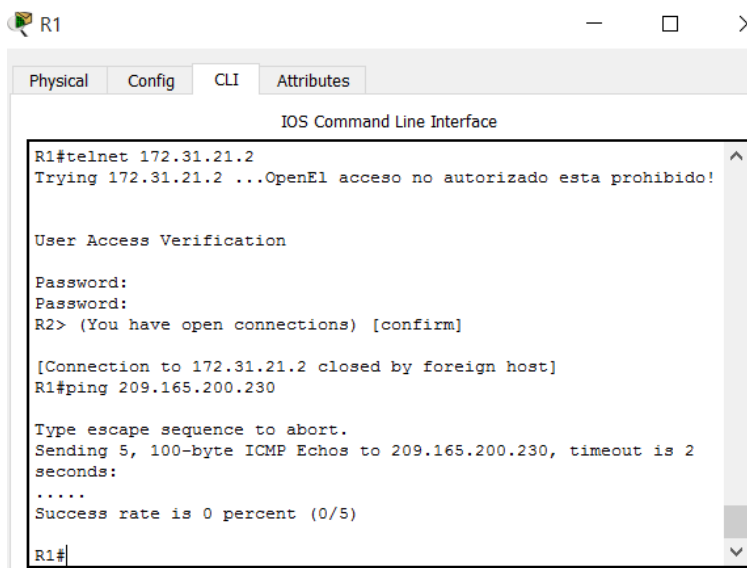 R1
Physical Config CLI Attributes
IOS Command Line Interface
R1#telnet 172.31.21.2
Trying 172.31.21.2 ...OpenEl acceso no autorizado esta prohibido!
User Access Verification
Password:
Password:
R2> (You have open connections) [confirm]
[Connection to 172.31.21.2 closed by foreign host]
R1#ping 209.165.200.230
Type escape sequence to abort.
Sending 5, 100-byte ICMP Echos to 209.165.200.230, timeout is 2
seconds:
.....
Success rate is 0 percent (0/5)
R1#